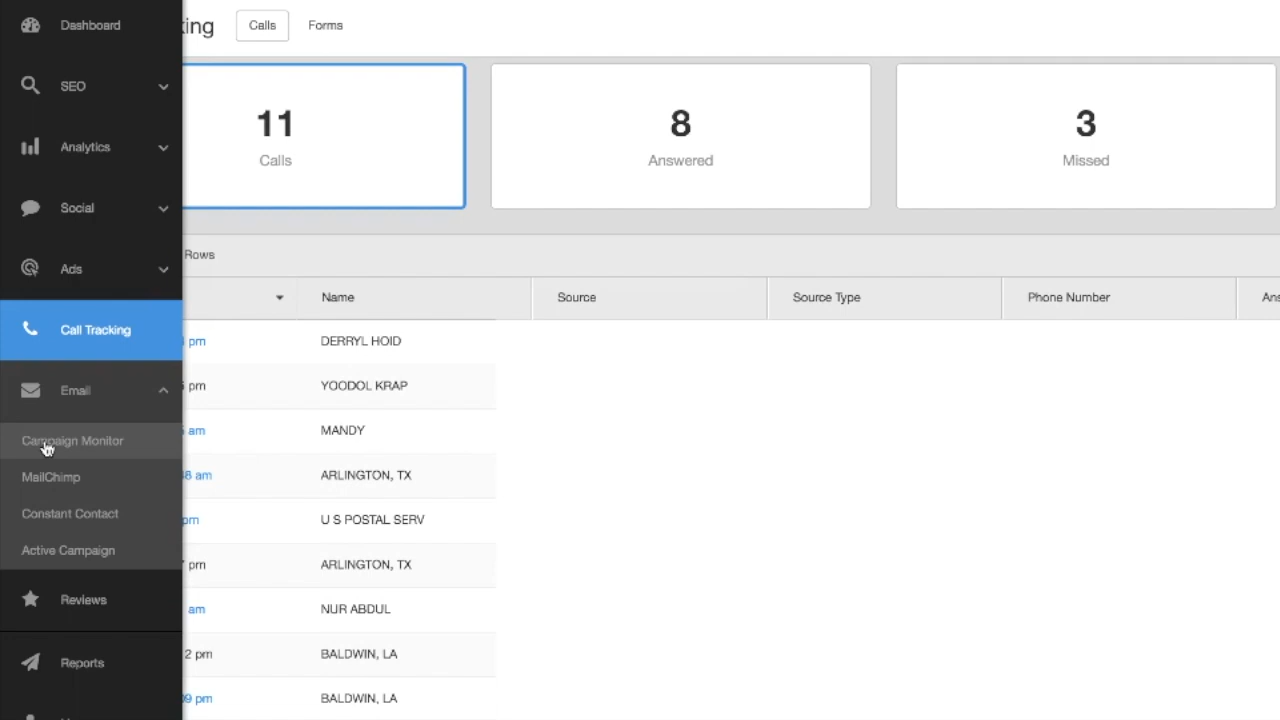 Dashboard
SEO
Analytics
Social
Ads
Call Tracking
Email
Campaign Monitor
MailChimp
Constant Contact
Active Campaign
Reviews
Reports
Calls
Forms
11
Calls
8
Answered
3
Missed
Rows
Name
Source
Source Type
Phone Number
pm
DERRYL HOID
pm
YOODOL KRAP
am
MANDY
am
ARLINGTON, TX
pm
U S POSTAL SERV
pm
ARLINGTON, TX
am
NUR ABDUL
2 pm
BALDWIN, LA
pm
BALDWIN, LA